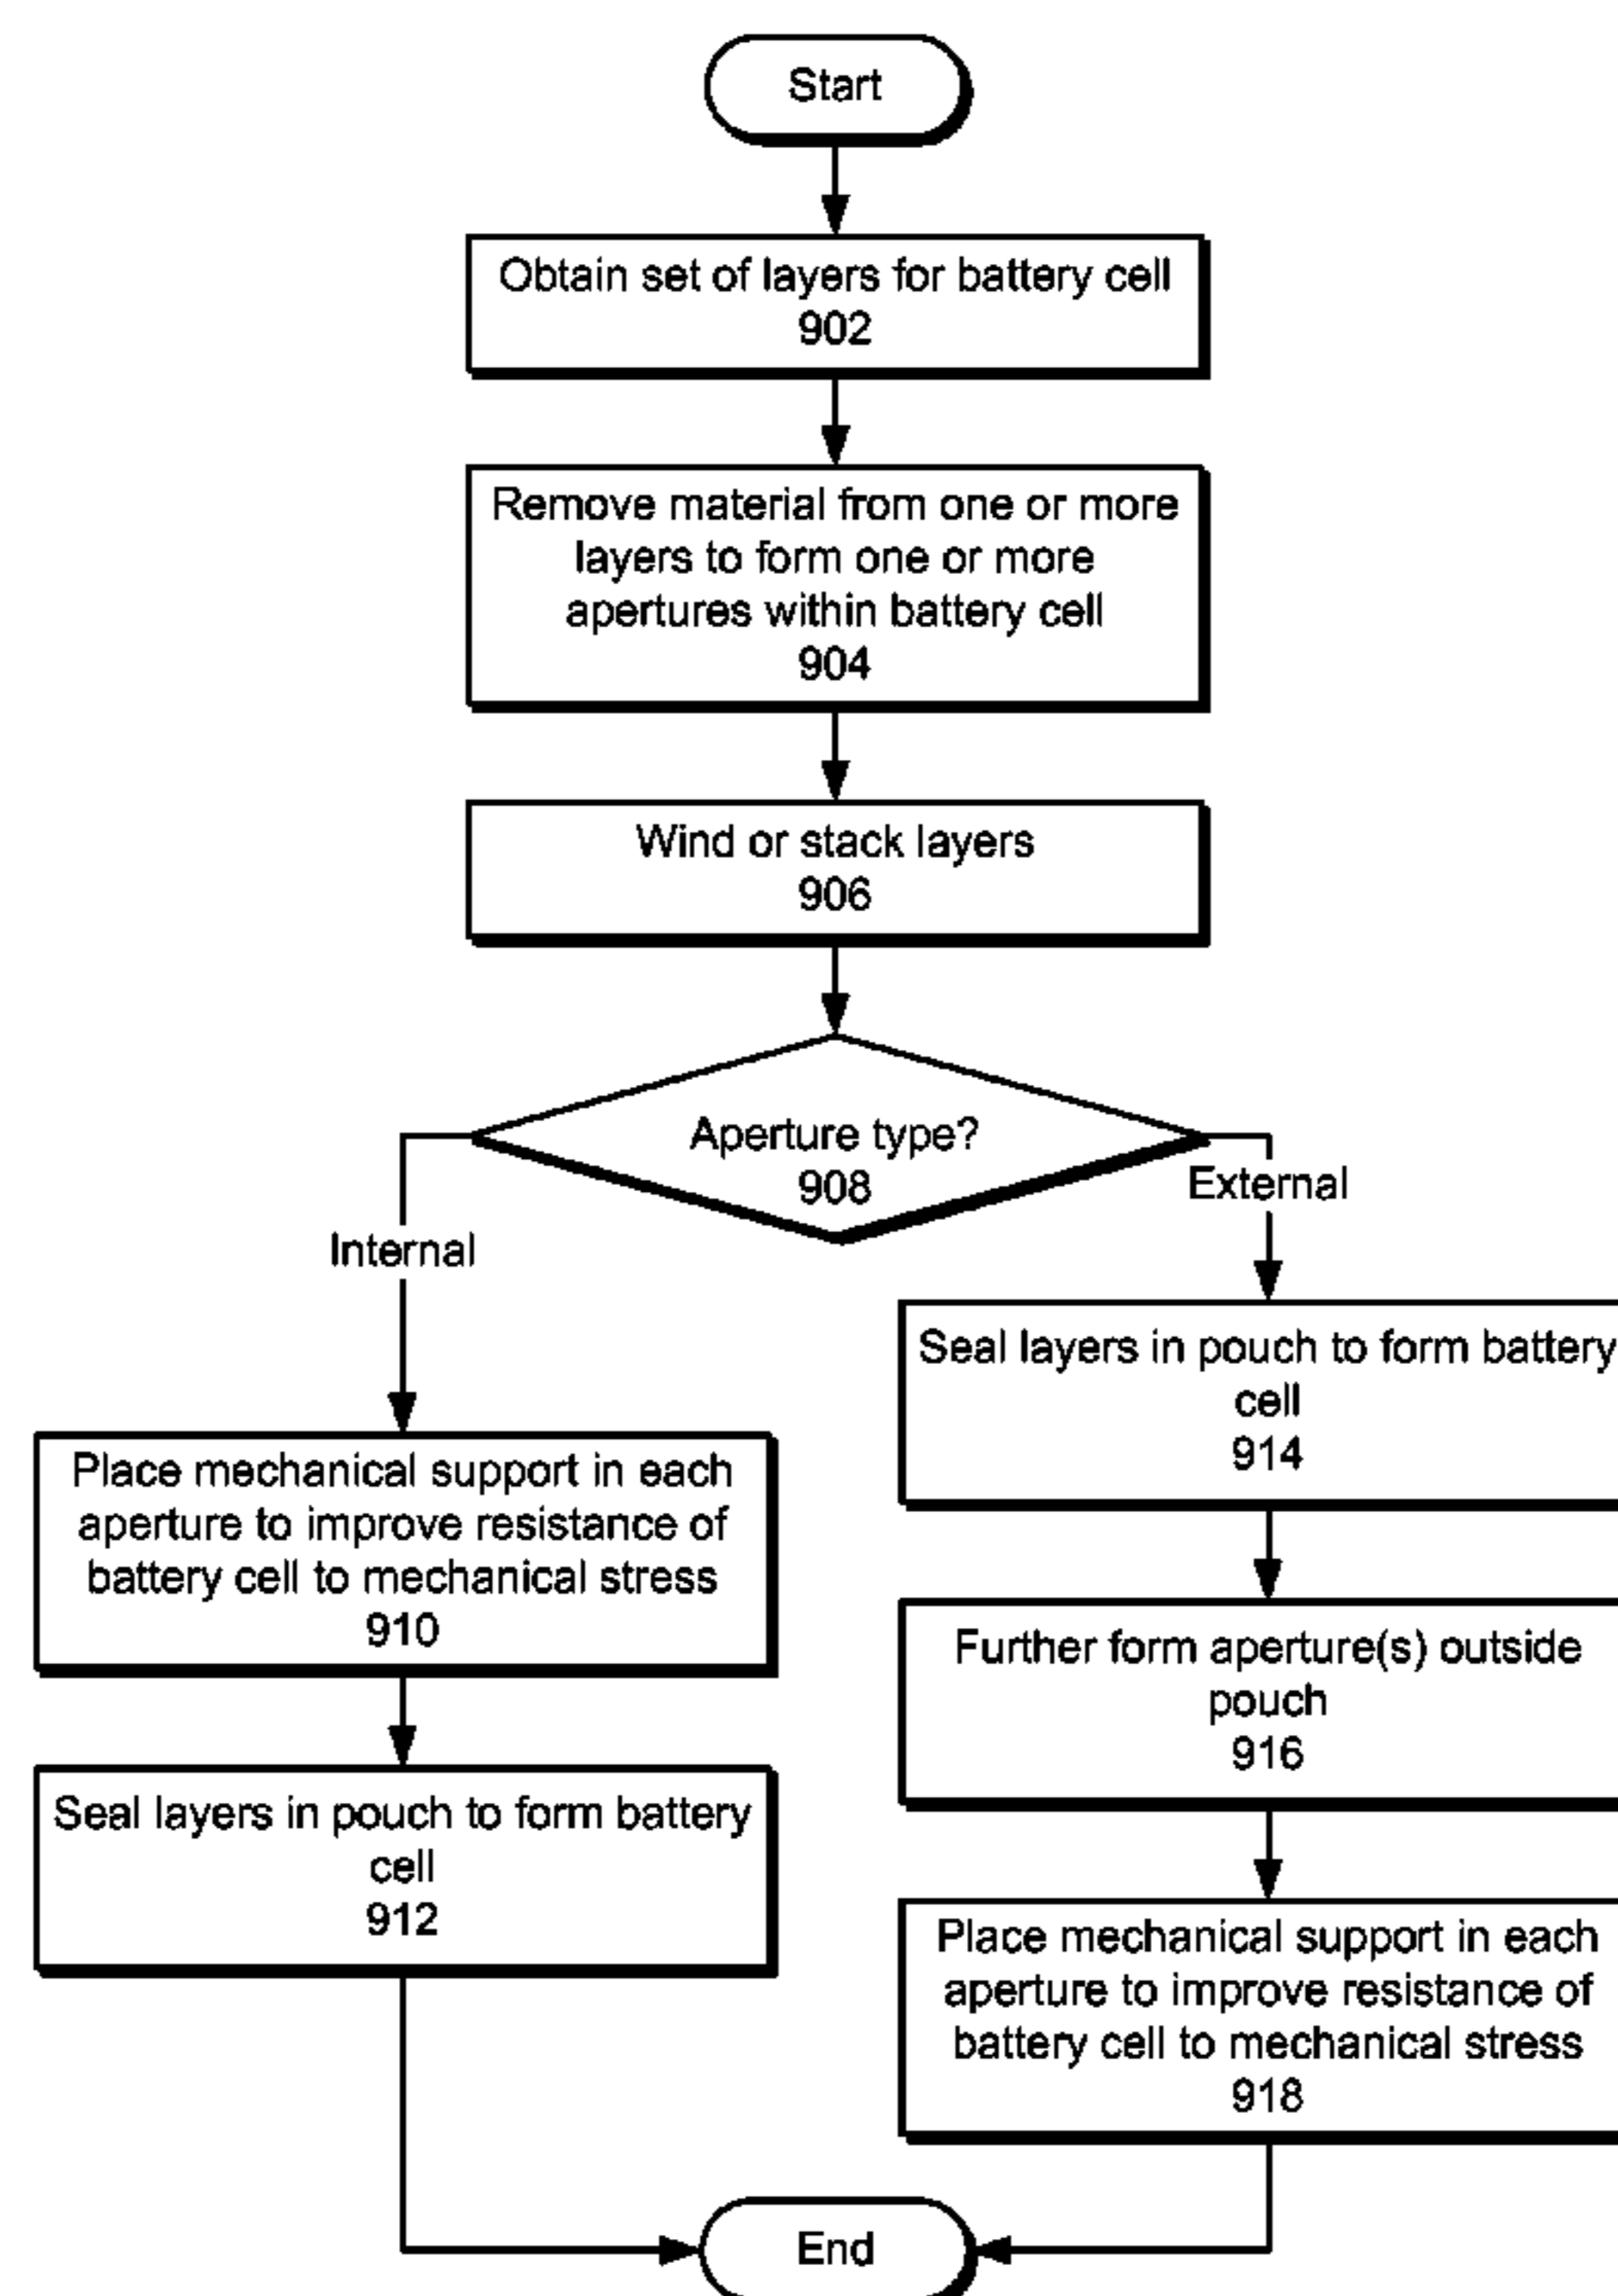 Start
Obtain set of layers for battery cell
902
Remove material from one or more
layers to form one or more
apertures within battery cell
904
Wind or stack layers
906
Aperture type?
908
Internal
External
Place mechanical support in each
aperture to improve resistance of
battery cell to mechanical stress
910
Seal layers in pouch to form battery
cell
912
Seal layers in pouch to form battery
cell
914
Further form aperture(s) outside
pouch
916
Place mechanical support in each
aperture to improve resistance of
battery cell to mechanical stress
918
End